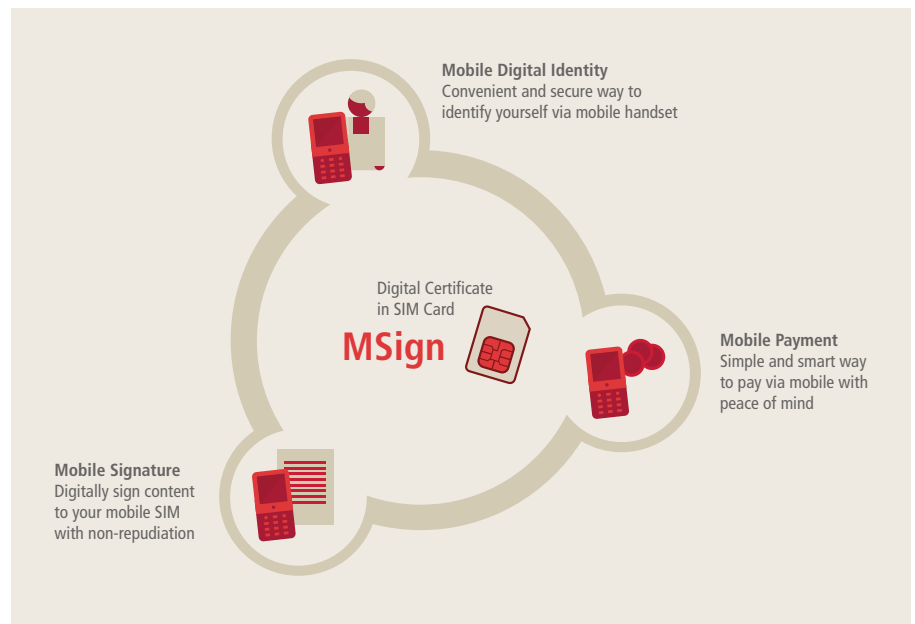 Mobile Digital Identity
Convenient and secure way to
identify yourself via mobile handset
Digital Certificate
in SIM Card
MSign
Mobile Payment
Simple and smart way
to pay via mobile with
peace of mind
Mobile Signature
Digitally sign content
to your mobile SIM
with non-repudiation